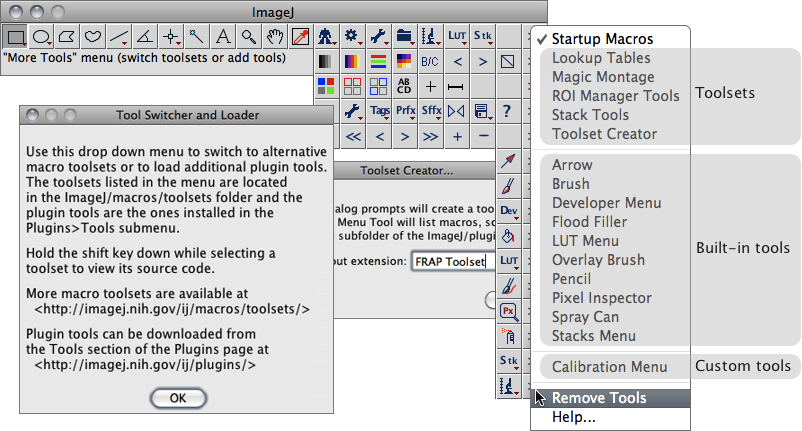 ImageJ
LUT
Stk
"More Tools" menu (switch toolsets or add tools)
B/C
<
>
AB
CD
Tags
Prfx
Sffx
?
<<
<
>
>>
+
−
Tool Switcher and Loader
Use this drop down menu to switch to alternative
macro toolsets or to load additional plugin tools.
The toolsets listed in the menu are located
in the ImageJ/macros/toolsets folder and the
plugin tools are the ones installed in the
Plugins>Tools submenu.
Hold the shift key down while selecting a
toolset to view its source code.
More macro toolsets are available at
<http://imagej.nih.gov/ij/macros/toolsets/>
Plugin tools can be downloaded from
the Tools section of the Plugins page at
<http://imagej.nih.gov/ij/plugins/>
OK
Toolset Creator...
alog prompts will create a too
Menu Tool will list macros, sc
subfolder of the ImageJ/plugi
out extension: FRAP Toolset
Dev
LUT
Px
Stk
✓ Startup Macros
Lookup Tables
Magic Montage
ROI Manager Tools
Stack Tools
Toolset Creator
Toolsets
Arrow
Brush
Developer Menu
Flood Filler
LUT Menu
Overlay Brush
Pencil
Pixel Inspector
Spray Can
Stacks Menu
Built-in tools
Calibration Menu
Custom tools
Remove Tools
Help...